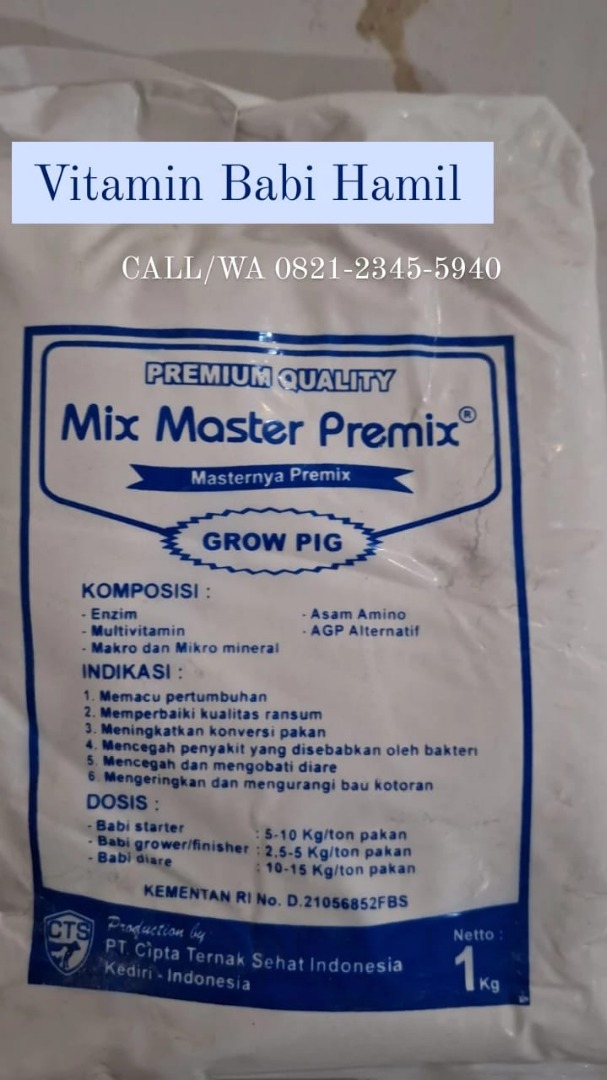 Vitamin Babi Hamil
CALL/WA 0821-2345-5940
PREMIUM QUALITY
Mix Master Premix®
Masternya Premix
GROW PIG
KOMPOSISI :
- Enzim
- Asam Amino
- Multivitamin
- AGP Alternatif
- Makro dan Mikro mineral
INDIKASI :
1. Memacu pertumbuhan
2. Memperbaiki kualitas ransum
3. Meningkatkan konversi pakan
4. Mencegah penyakit yang disebabkan oleh bakteri
5. Mencegah dan mengobati diare
6. Mengeringkan dan mengurangi bau kotoran
DOSIS :
- Babi starter : 5-10 Kg/ton pakan
- Babi grower/finisher : 2.5-5 Kg/ton pakan
- Babi diare : 10-15 Kg/ton pakan
KEMENTAN RI No. D.21056852FBS
CTS
Production by
PT. Cipta Ternak Sehat Indonesia
Kediri - Indonesia
Netto :
1 Kg